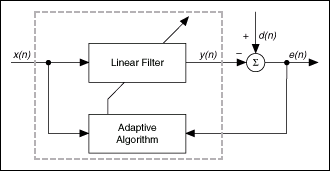 + d(n)
x(n) Linear Filter y(n) − Σ e(n)
Adaptive
Algorithm